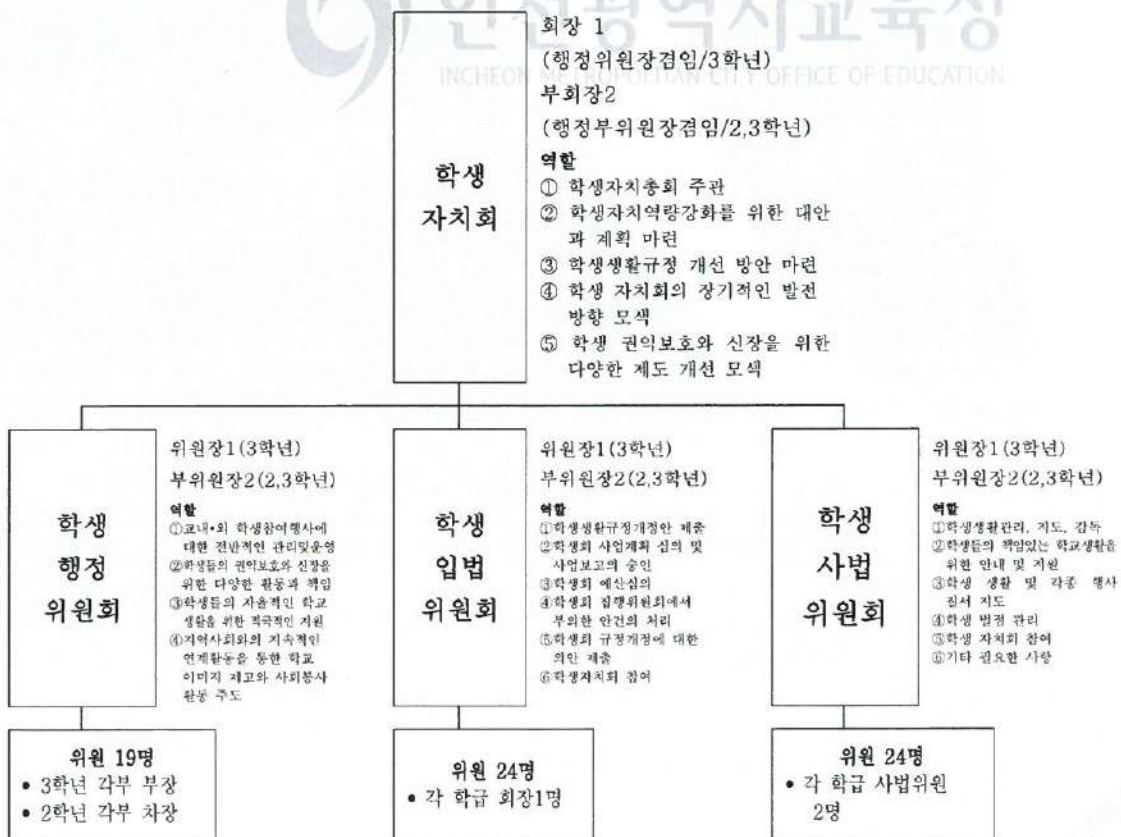 인천광역시교육청
INCHEON METROPOLITAN CITY OFFICE OF EDUCATION
학생
자치회
회장 1
(행정위원장겸임/3학년)
부회장2
(행정부위원장겸임/2,3학년)
역할
① 학생자치총회 주관
② 학생자치역량강화를 위한 대안
과 계획 마련
③ 학생생활규정 개선 방안 마련
④ 학생 자치회의 장기적인 발전
방향 모색
⑤ 학생 권익보호와 신장을 위한
다양한 제도 개선 모색
학생
행정
위원회
위원장1(3학년)
부위원장2(2,3학년)
역할
①교내•외 학생참여행사에
대한 전반적인 관리및운영
②학생들의 권익보호와 신장을
위한 다양한 활동과 책임
③학생들의 자율적인 학교
생활을 위한 적극적인 지원
④지역사회와의 지속적인
연계활동을 통한 학교
이미지 제고와 사회봉사
활동 주도
위원 19명
• 3학년 각부 부장
• 2학년 각부 차장
학생
입법
위원회
위원장1(3학년)
부위원장2(2,3학년)
역할
①학생생활규정개정안 제출
②학생회 사업계획 심의 및
사업보고의 승인
③학생회 예산심의
④학생회 집행위원회에서
부의한 안건의 처리
⑤학생회 규정개정에 대한
의안 제출
⑥학생자치회 참여
위원 24명
• 각 학급 회장1명
학생
사법
위원회
위원장1(3학년)
부위원장2(2,3학년)
역할
①학생생활관리, 지도, 감독
②학생들의 책임있는 학교생활을
위한 안내 및 지원
③학생 생활 및 각종 행사
질서 지도
④학생 벌점 관리
⑤학생 자치회 참여
⑥기타 필요한 사항
위원 24명
• 각 학급 사법위원
2명